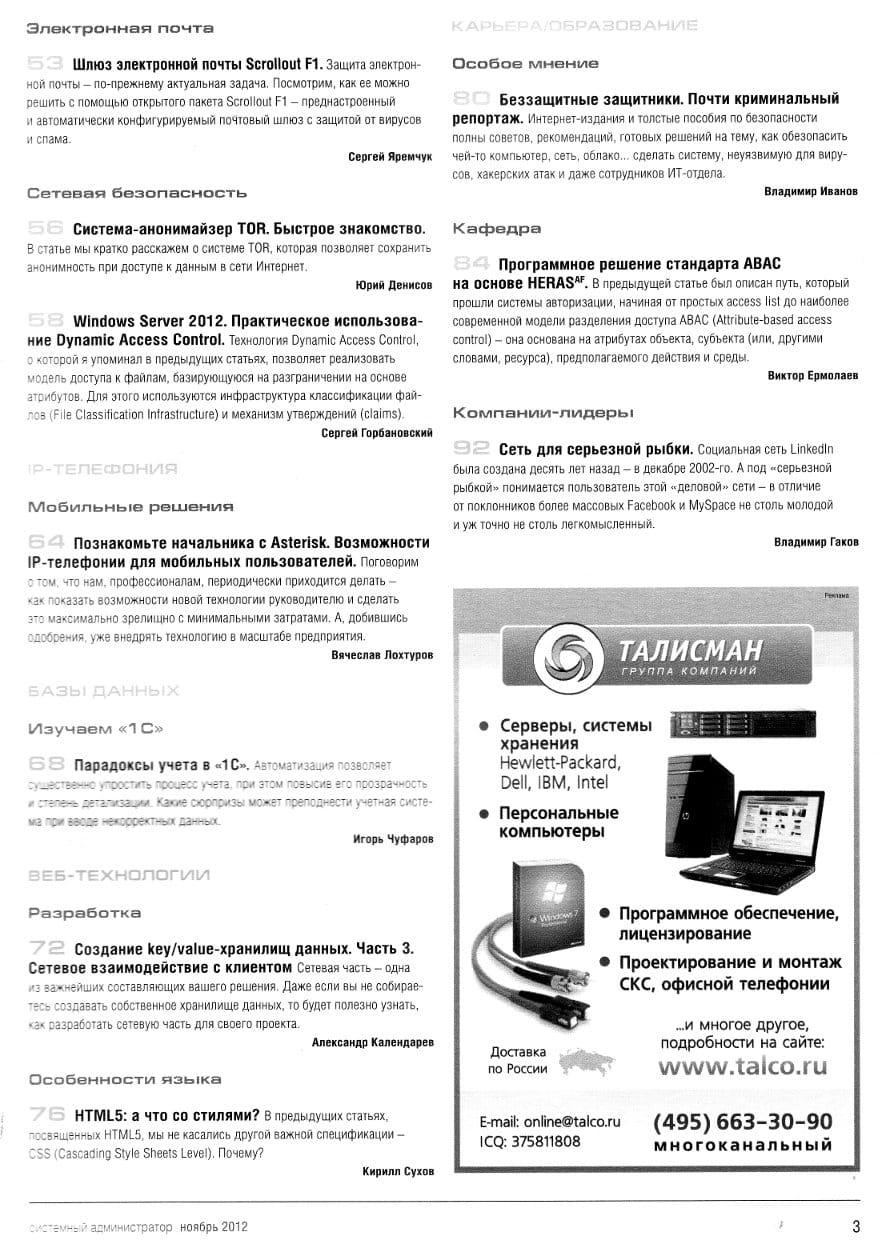 Электронная почта
53 Шлюз электронной почты Scrollout F1. Защита электрон-
ной почты – по-прежнему актуальная задача. Посмотрим, как ее можно
решить с помощью открытого пакета Scrollout F1 – преднастроенный
и автоматически конфигурируемый почтовый шлюз с защитой от вирусов
и спама.
Сергей Яремчук
Сетевая безопасность
56 Система-анонимайзер TOR. Быстрое знакомство.
В статье мы кратко расскажем о системе TOR, которая позволяет сохранить
анонимность при доступе к данным в сети Интернет.
Юрий Денисов
58 Windows Server 2012. Практическое использова-
ние Dynamic Access Control. Технология Dynamic Access Control,
о которой я упоминал в предыдущих статьях, позволяет реализовать
модель доступа к файлам, базирующуюся на разграничении на основе
атрибутов. Для этого используются инфраструктура классификации фай-
лов (File Classification Infrastructure) и механизм утверждений (claims).
Сергей Горбановский
IP-ТЕЛЕФОНИЯ
Мобильные решения
64 Познакомьте начальника с Asterisk. Возможности
IP-телефонии для мобильных пользователей. Поговорим
о том, что нам, профессионалам, периодически приходится делать –
как показать возможности новой технологии руководителю и сделать
это максимально зрелищно с минимальными затратами. А, добившись
одобрения, уже внедрять технологию в масштабе предприятия.
Вячеслав Лохтуров
БАЗЫ ДАННЫХ
Изучаем «1С»
68 Парадоксы учета в «1С». Автоматизация позволяет
существенно упростить процесс учета, при этом повысив его прозрачность
и степень детализации. Какие сюрпризы может преподнести учетная систе-
ма при вводе некорректных данных.
Игорь Чуфаров
ВЕБ-ТЕХНОЛОГИИ
Разработка
72 Создание key/value-хранилищ данных. Часть 3.
Сетевое взаимодействие с клиентом Сетевая часть – одна
из важнейших составляющих вашего решения. Даже если вы не собирае-
тесь создавать собственное хранилище данных, то будет полезно узнать,
как разработать сетевую часть для своего проекта.
Александр Календарев
Особенности языка
76 HTML5: а что со стилями? В предыдущих статьях,
посвященных HTML5, мы не касались другой важной спецификации –
CSS (Cascading Style Sheets Level). Почему?
Кирилл Сухов
КАРЬЕРА/ОБРАЗОВАНИЕ
Особое мнение
80 Беззащитные защитники. Почти криминальный
репортаж. Интернет-издания и толстые пособия по безопасности
полны советов, рекомендаций, готовых решений на тему, как обезопасить
чей-то компьютер, сеть, облако... сделать систему, неуязвимую для виру-
сов, хакерских атак и даже сотрудников ИТ-отдела.
Владимир Иванов
Кафедра
84 Программное решение стандарта ABAC
на основе HERASAF. В предыдущей статье был описан путь, который
прошли системы авторизации, начиная от простых access list до наиболее
современной модели разделения доступа ABAC (Attribute-based access
control) – она основана на атрибутах объекта, субъекта (или, другими
словами, ресурса), предполагаемого действия и среды.
Виктор Ермолаев
Компании-лидеры
92 Сеть для серьезной рыбки. Социальная сеть LinkedIn
была создана десять лет назад – в декабре 2002-го. А под «серьезной
рыбкой» понимается пользователь этой «деловой» сети – в отличие
от поклонников более массовых Facebook и MySpace не столь молодой
и уж точно не столь легкомысленный.
Владимир Гаков
Реклама
ТАЛИСМАН
ГРУППА КОМПАНИЙ
• Серверы, системы
хранения
Hewlett-Packard,
Dell, IBM, Intel
• Персональные
компьютеры
Windows 7
• Программное обеспечение,
лицензирование
• Проектирование и монтаж
СКС, офисной телефонии
...и многое другое,
подробности на сайте:
www.talco.ru
Доставка
по России
E-mail: online@talco.ru
ICQ: 375811808
(495) 663-30-90
многоканальный
системный администратор ноябрь 2012
3